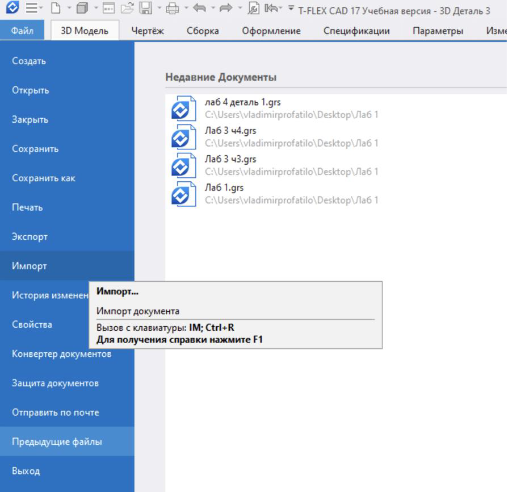 T-FLEX CAD 17 Учебная версия - 3D Деталь 3
Файл 3D Модель Чертёж Сборка Оформление Спецификации Параметры Изме
Создать
Открыть
Закрыть
Сохранить
Сохранить как
Печать
Экспорт
Импорт
История изменен
Свойства
Конвертер документов
Защита документов
Отправить по почте
Предыдущие файлы
Выход
Недавние Документы
лаб 4 деталь 1.grs
C:\Users\vladimirprofatilo\Desktop\Лаб 1
Лаб 3 ч4.grs
C:\Users\vladimirprofatilo\Desktop\Лаб 1
Лаб 3 ч3.grs
C:\Users\vladimirprofatilo\Desktop\Лаб 1
Лаб 1.grs
C:\Users\vladimirprofatilo\Desktop\Лаб 1
Импорт...
Импорт документа
Вызов с клавиатуры: IM; Ctrl+R
Для получения справки нажмите F1